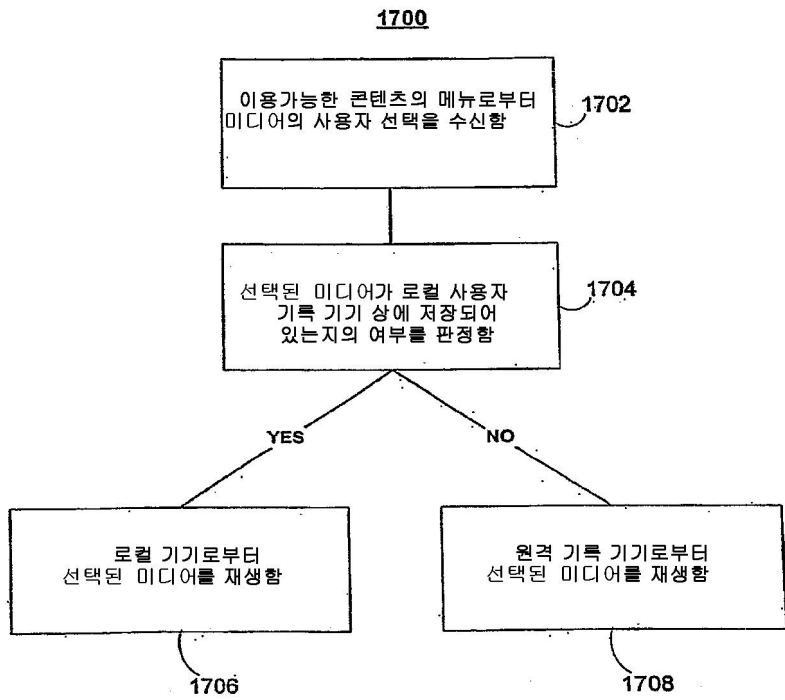 1700
이용가능한 콘텐츠의 메뉴로부터
미디어의 사용자 선택을 수신함
1702
선택된 미디어가 로컬 사용자
기록 기기 상에 저장되어
있는지의 여부를 판정함
1704
YES
NO
로컬 기기로부터
선택된 미디어를 재생함
원격 기록 기기로부터
선택된 미디어를 재생함
1706
1708